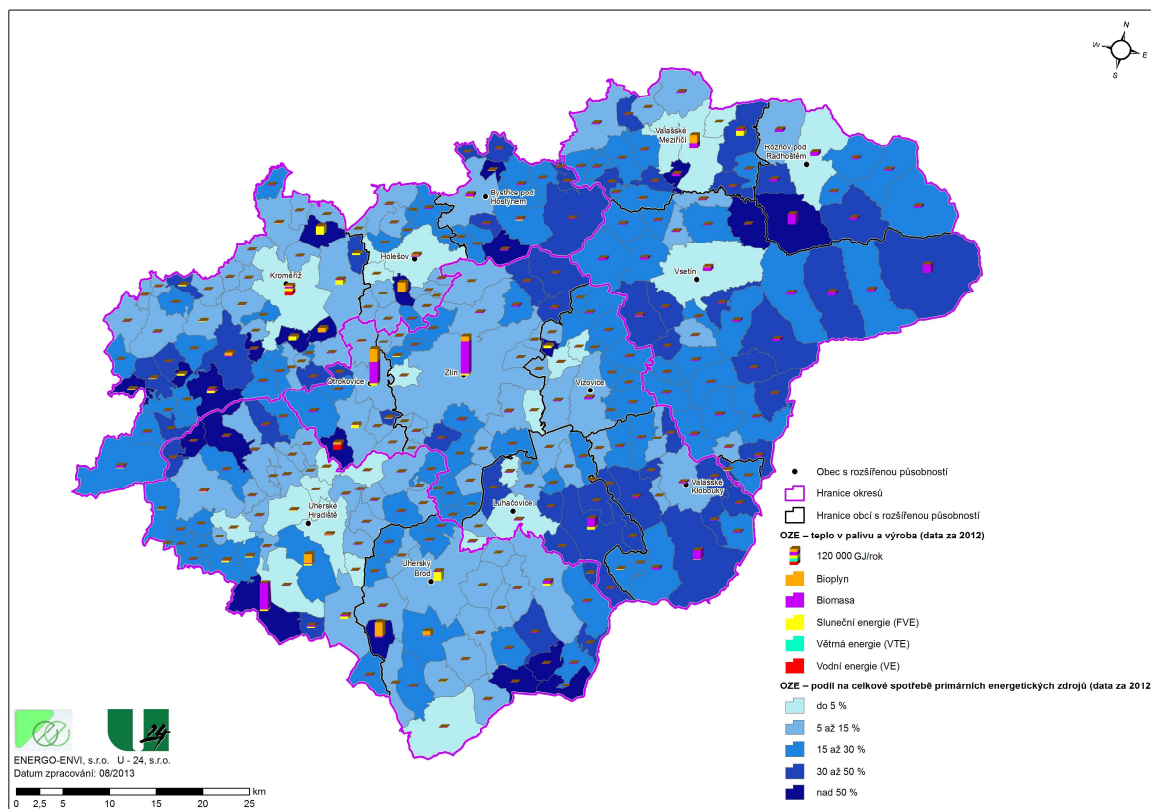 N
W
E
S
Valašské
Meziříčí
Rožnov pod
Radhoštěm
Bystřice pod
Hostýnem
Holešov
Kroměříž
Vsetín
Otrokovice
Zlín
Vizovice
Valašské
Klobouky
Luhačovice
Uherské
Hradiště
Uherský
Brod
Obec s rozšířenou působností
Hranice okresů
Hranice obcí s rozšířenou působností
OZE – teplo v palivu a výroba (data za 2012)
120 000 GJ/rok
Bioplyn
Biomasa
Sluneční energie (FVE)
Větrná energie (VTE)
Vodní energie (VE)
OZE – podíl na celkové spotřebě primárních energetických zdrojů (data za 2012
do 5 %
5 až 15 %
15 až 30 %
30 až 50 %
nad 50 %
U 24
ENERGO-ENVI, s.r.o. U - 24, s.r.o.
Datum zpracování: 08/2013
km
0 2,5 5 10 15 20 25